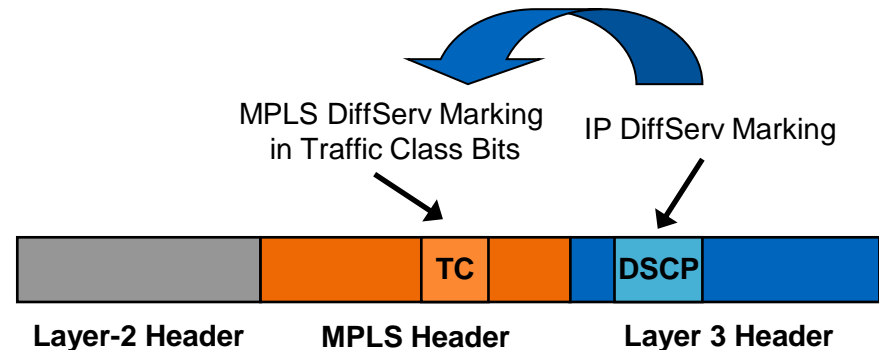 MPLS DiffServ Marking
in Traffic Class Bits
IP DiffServ Marking
TC
DSCP
Layer-2 Header
MPLS Header
Layer 3 Header